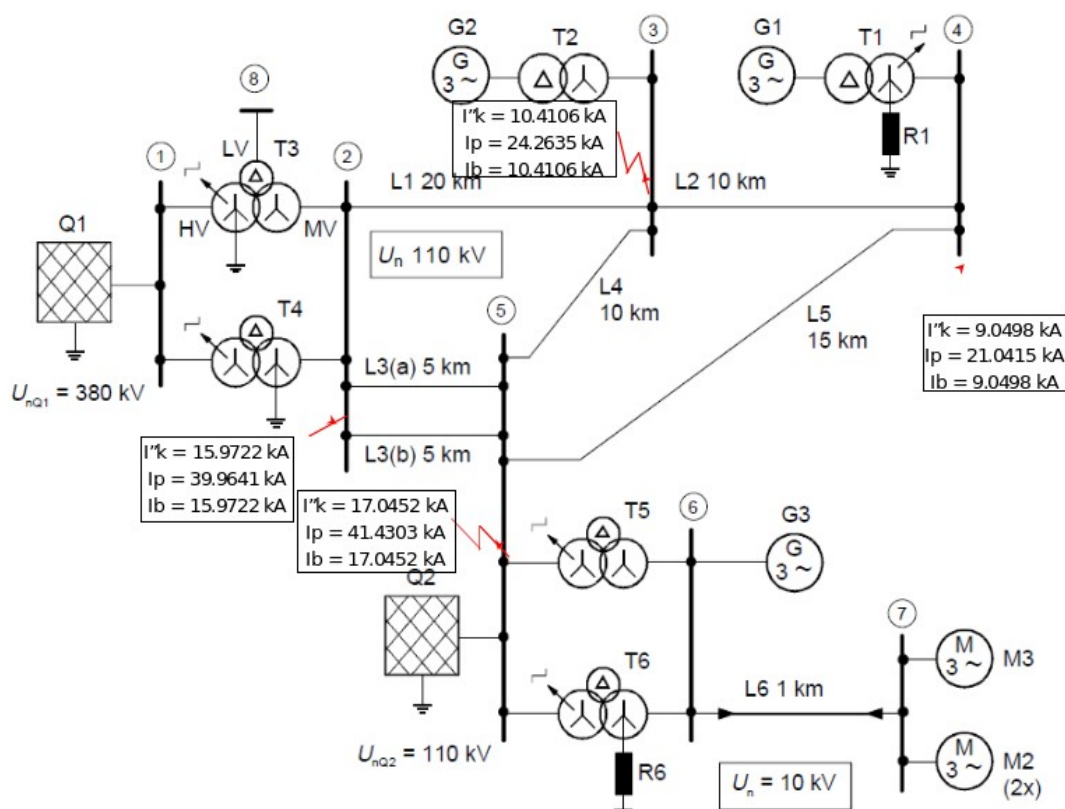 G2
T2
3
G1
T1
4
G
3 ~
G
3 ~
8
I"k = 10.4106 kA
Ip = 24.2635 kA
Ib = 10.4106 kA
R1
1
LV
T3
2
L1 20 km
L2 10 km
HV
MV
Q1
Un 110 kV
L4
10 km
T4
5
L5
15 km
I"k = 9.0498 kA
Ip = 21.0415 kA
Ib = 9.0498 kA
L3(a) 5 km
UnQ1 = 380 kV
I"k = 15.9722 kA
Ip = 39.9641 kA
Ib = 15.9722 kA
L3(b) 5 km
I"k = 17.0452 kA
Ip = 41.4303 kA
Ib = 17.0452 kA
T5
6
G3
G
3 ~
Q2
7
T6
M
3 ~
M3
L6 1 km
UnQ2 = 110 kV
R6
Un = 10 kV
M
3 ~
M2
(2x)